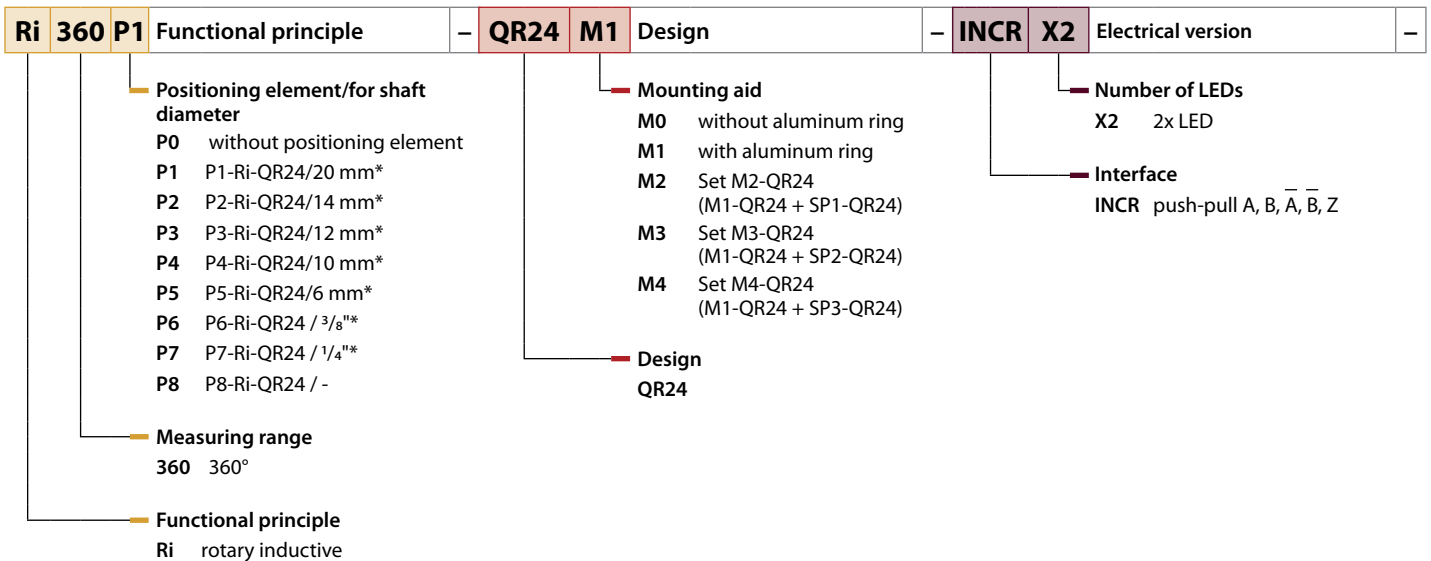 Ri 360 P1 Functional principle – QR24 M1 Design – INCR X2 Electrical version –
Positioning element/for shaft
diameter
P0 without positioning element
P1 P1-Ri-QR24/20 mm*
P2 P2-Ri-QR24/14 mm*
P3 P3-Ri-QR24/12 mm*
P4 P4-Ri-QR24/10 mm*
P5 P5-Ri-QR24/6 mm*
P6 P6-Ri-QR24 / ³/₈"*
P7 P7-Ri-QR24 / ¹/₄"*
P8 P8-Ri-QR24 / -
Measuring range
360 360°
Functional principle
Ri rotary inductive
Mounting aid
M0 without aluminum ring
M1 with aluminum ring
M2 Set M2-QR24
(M1-QR24 + SP1-QR24)
M3 Set M3-QR24
(M1-QR24 + SP2-QR24)
M4 Set M4-QR24
(M1-QR24 + SP3-QR24)
Design
QR24
Number of LEDs
X2 2x LED
Interface
INCR push-pull A, B, A̅, B̅, Z